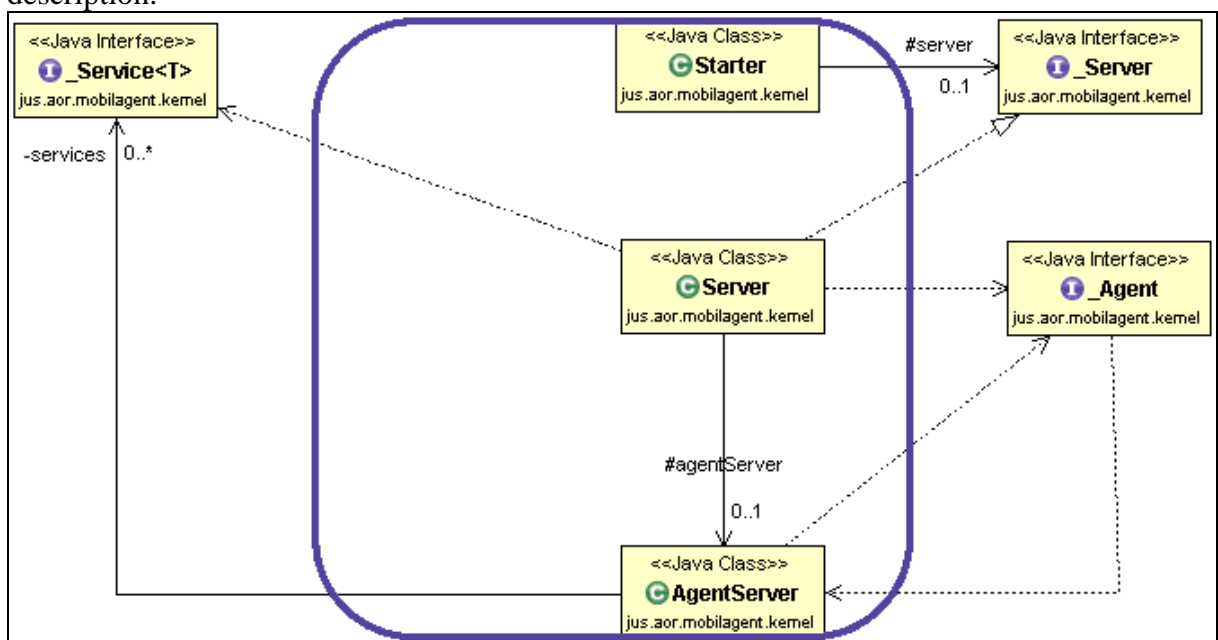 description.
<<Java Interface>>
I _Service<T>
jus.aor.mobilagent.kernel
<<Java Class>>
C Starter
jus.aor.mobilagent.kernel
#server
0..1
<<Java Interface>>
I _Server
jus.aor.mobilagent.kernel
-services
0..*
<<Java Class>>
C Server
jus.aor.mobilagent.kernel
<<Java Interface>>
I _Agent
jus.aor.mobilagent.kernel
#agentServer
0..1
<<Java Class>>
C AgentServer
jus.aor.mobilagent.kernel